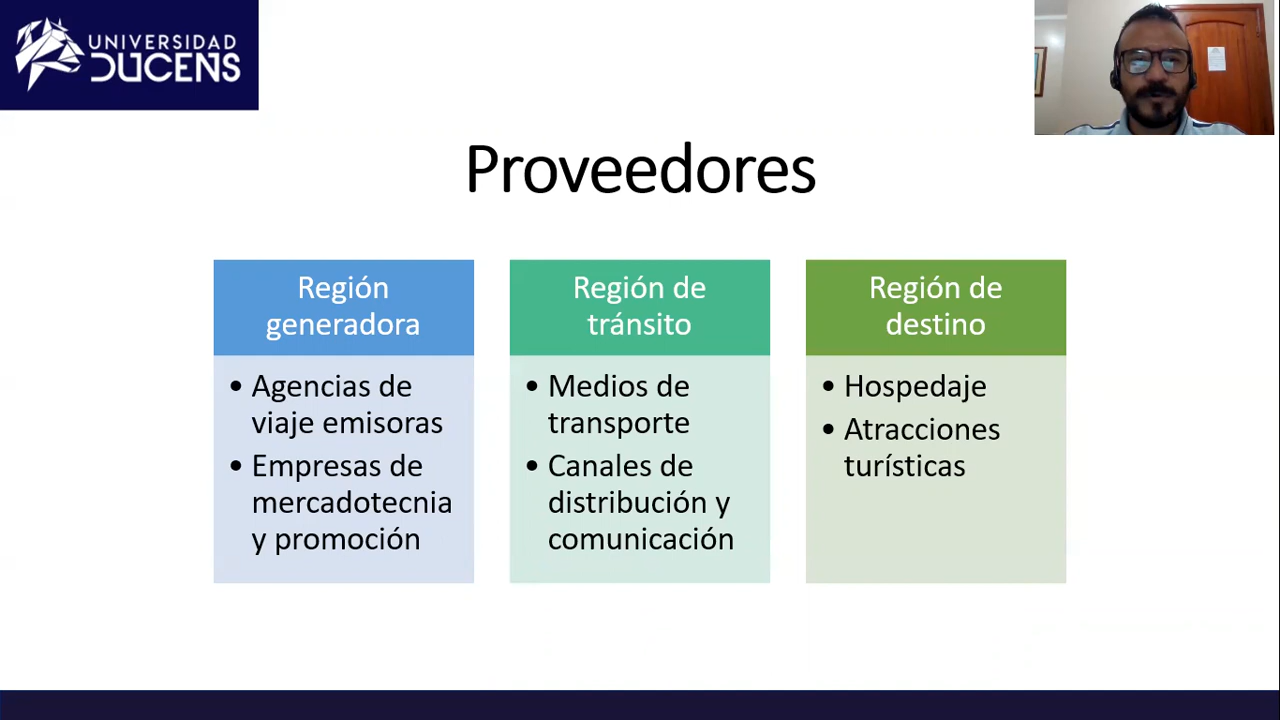 UNIVERSIDAD
DUCENS
Proveedores
Región
generadora
• Agencias de
viaje emisoras
• Empresas de
mercadotecnia
y promoción
Región de
tránsito
• Medios de
transporte
• Canales de
distribución y
comunicación
Región de
destino
• Hospedaje
• Atracciones
turísticas